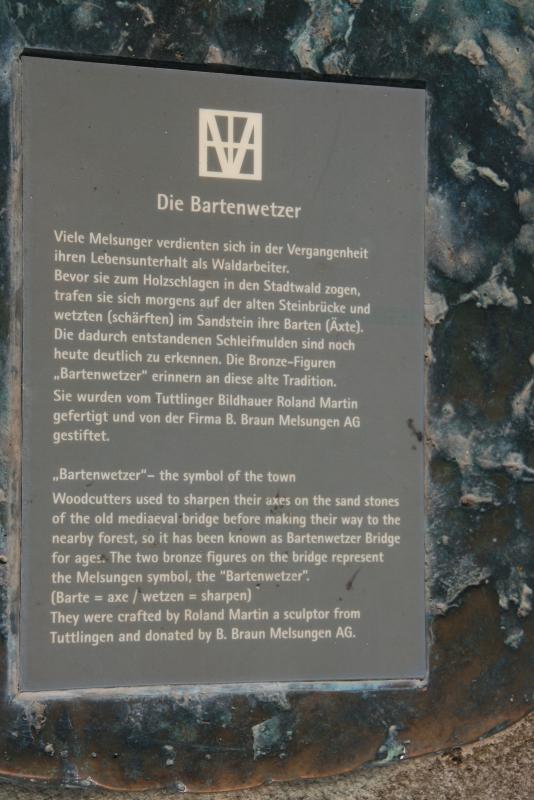 Die Bartenwetzer
Viele Melsunger verdienten sich in der Vergangenheit
ihren Lebensunterhalt als Waldarbeiter.
Bevor sie zum Holzschlagen in den Stadtwald zogen,
trafen sie sich morgens auf der alten Steinbrücke und
wetzten (schärften) im Sandstein ihre Barten (Äxte).
Die dadurch entstandenen Schleifmulden sind noch
heute deutlich zu erkennen. Die Bronze-Figuren
„Bartenwetzer“ erinnern an diese alte Tradition.
Sie wurden vom Tuttlinger Bildhauer Roland Martin
gefertigt und von der Firma B. Braun Melsungen AG
gestiftet.
„Bartenwetzer“– the symbol of the town
Woodcutters used to sharpen their axes on the sand stones
of the old mediaeval bridge before making their way to the
nearby forest, so it has been known as Bartenwetzer Bridge
for ages. The two bronze figures on the bridge represent
the Melsungen symbol, the "Bartenwetzer".
(Barte = axe / wetzen = sharpen)
They were crafted by Roland Martin a sculptor from
Tuttlingen and donated by B. Braun Melsungen AG.